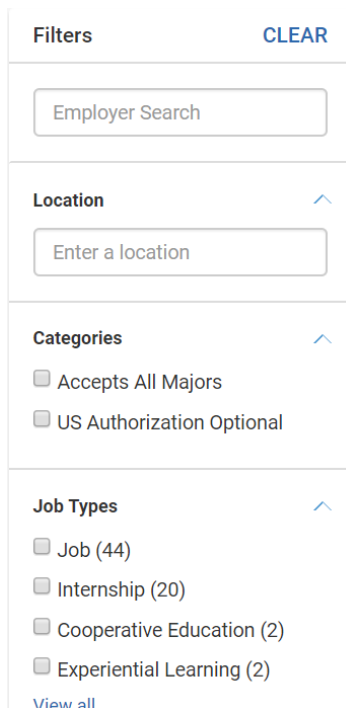 Filters CLEAR
Employer Search
Location
Enter a location
Categories
Accepts All Majors
US Authorization Optional
Job Types
Job (44)
Internship (20)
Cooperative Education (2)
Experiential Learning (2)
View all